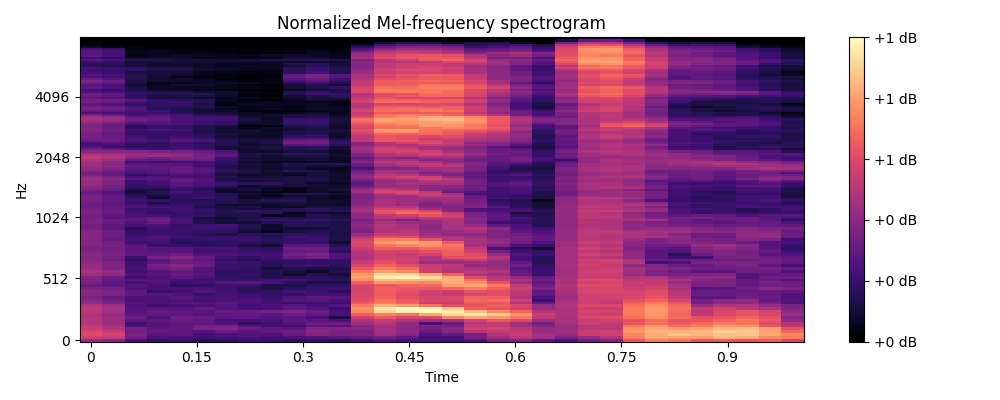 Normalized Mel-frequency spectrogram
Hz
4096
2048
1024
512
0
0 0.15 0.3 0.45 0.6 0.75 0.9
Time
+1 dB
+1 dB
+1 dB
+0 dB
+0 dB
+0 dB